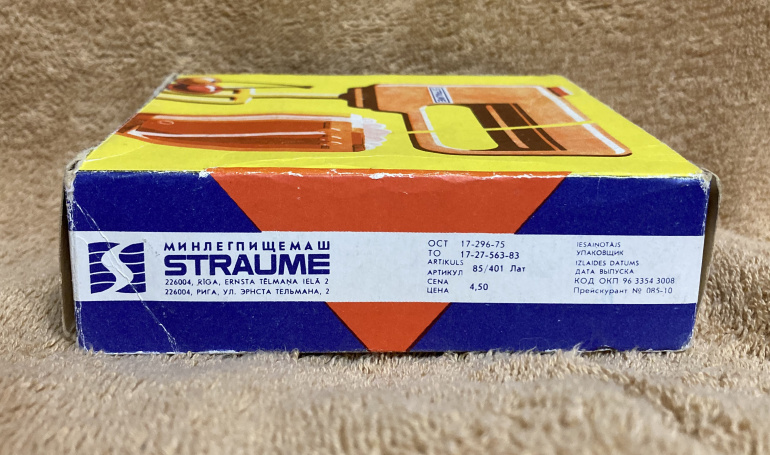 STRAUME
МИНЛЕГПИЩЕМАШ
STRAUME
226004, RĪGA, ERNSTA TĒLMAŅA IELĀ 2
226004, РИГА, УЛ. ЭРНСТА ТЕЛЬМАНА, 2
ОСТ 17-296-75
ТО 17-27-563-83
ARTIKULS
АРТИКУЛ 85/401 Лат
CENA
ЦЕНА 4,50
IESAIŅOTĀJS
УПАКОВЩИК
IZLAIDES DATUMS
ДАТА ВЫПУСКА
КОД ОКП 96 3354 3008
Прейскурант № 085-10